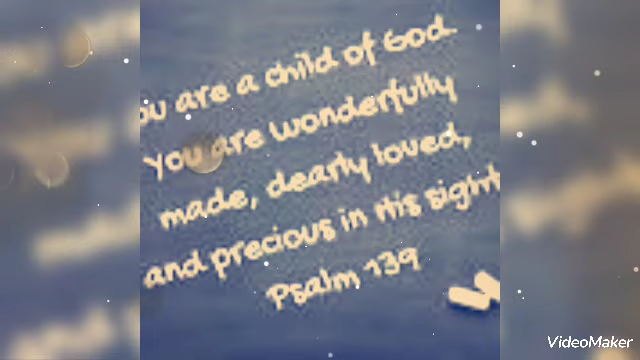 ou are a child of God.
You are wonderfully
made, dearly loved,
and precious in His sight
Psalm 139
VideoMaker